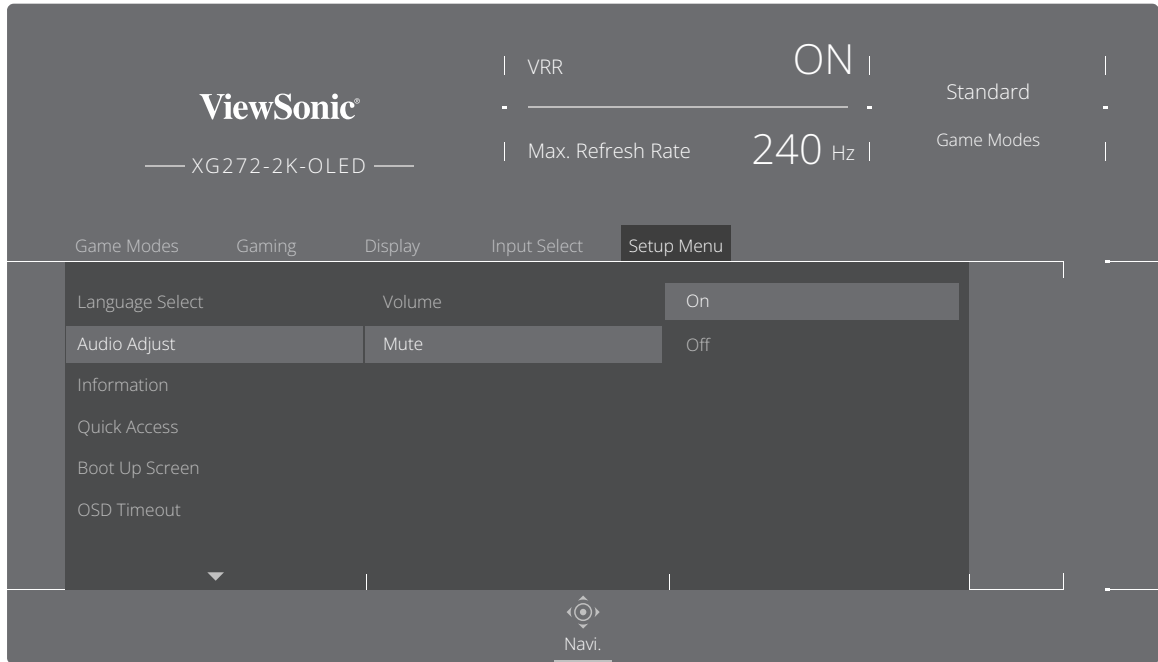 ViewSonic®
XG272-2K-OLED
VRR ON
Max. Refresh Rate 240 Hz
Standard
Game Modes
Game Modes Gaming Display Input Select Setup Menu
Language Select Volume On
Audio Adjust Mute Off
Information
Quick Access
Boot Up Screen
OSD Timeout
Navi.